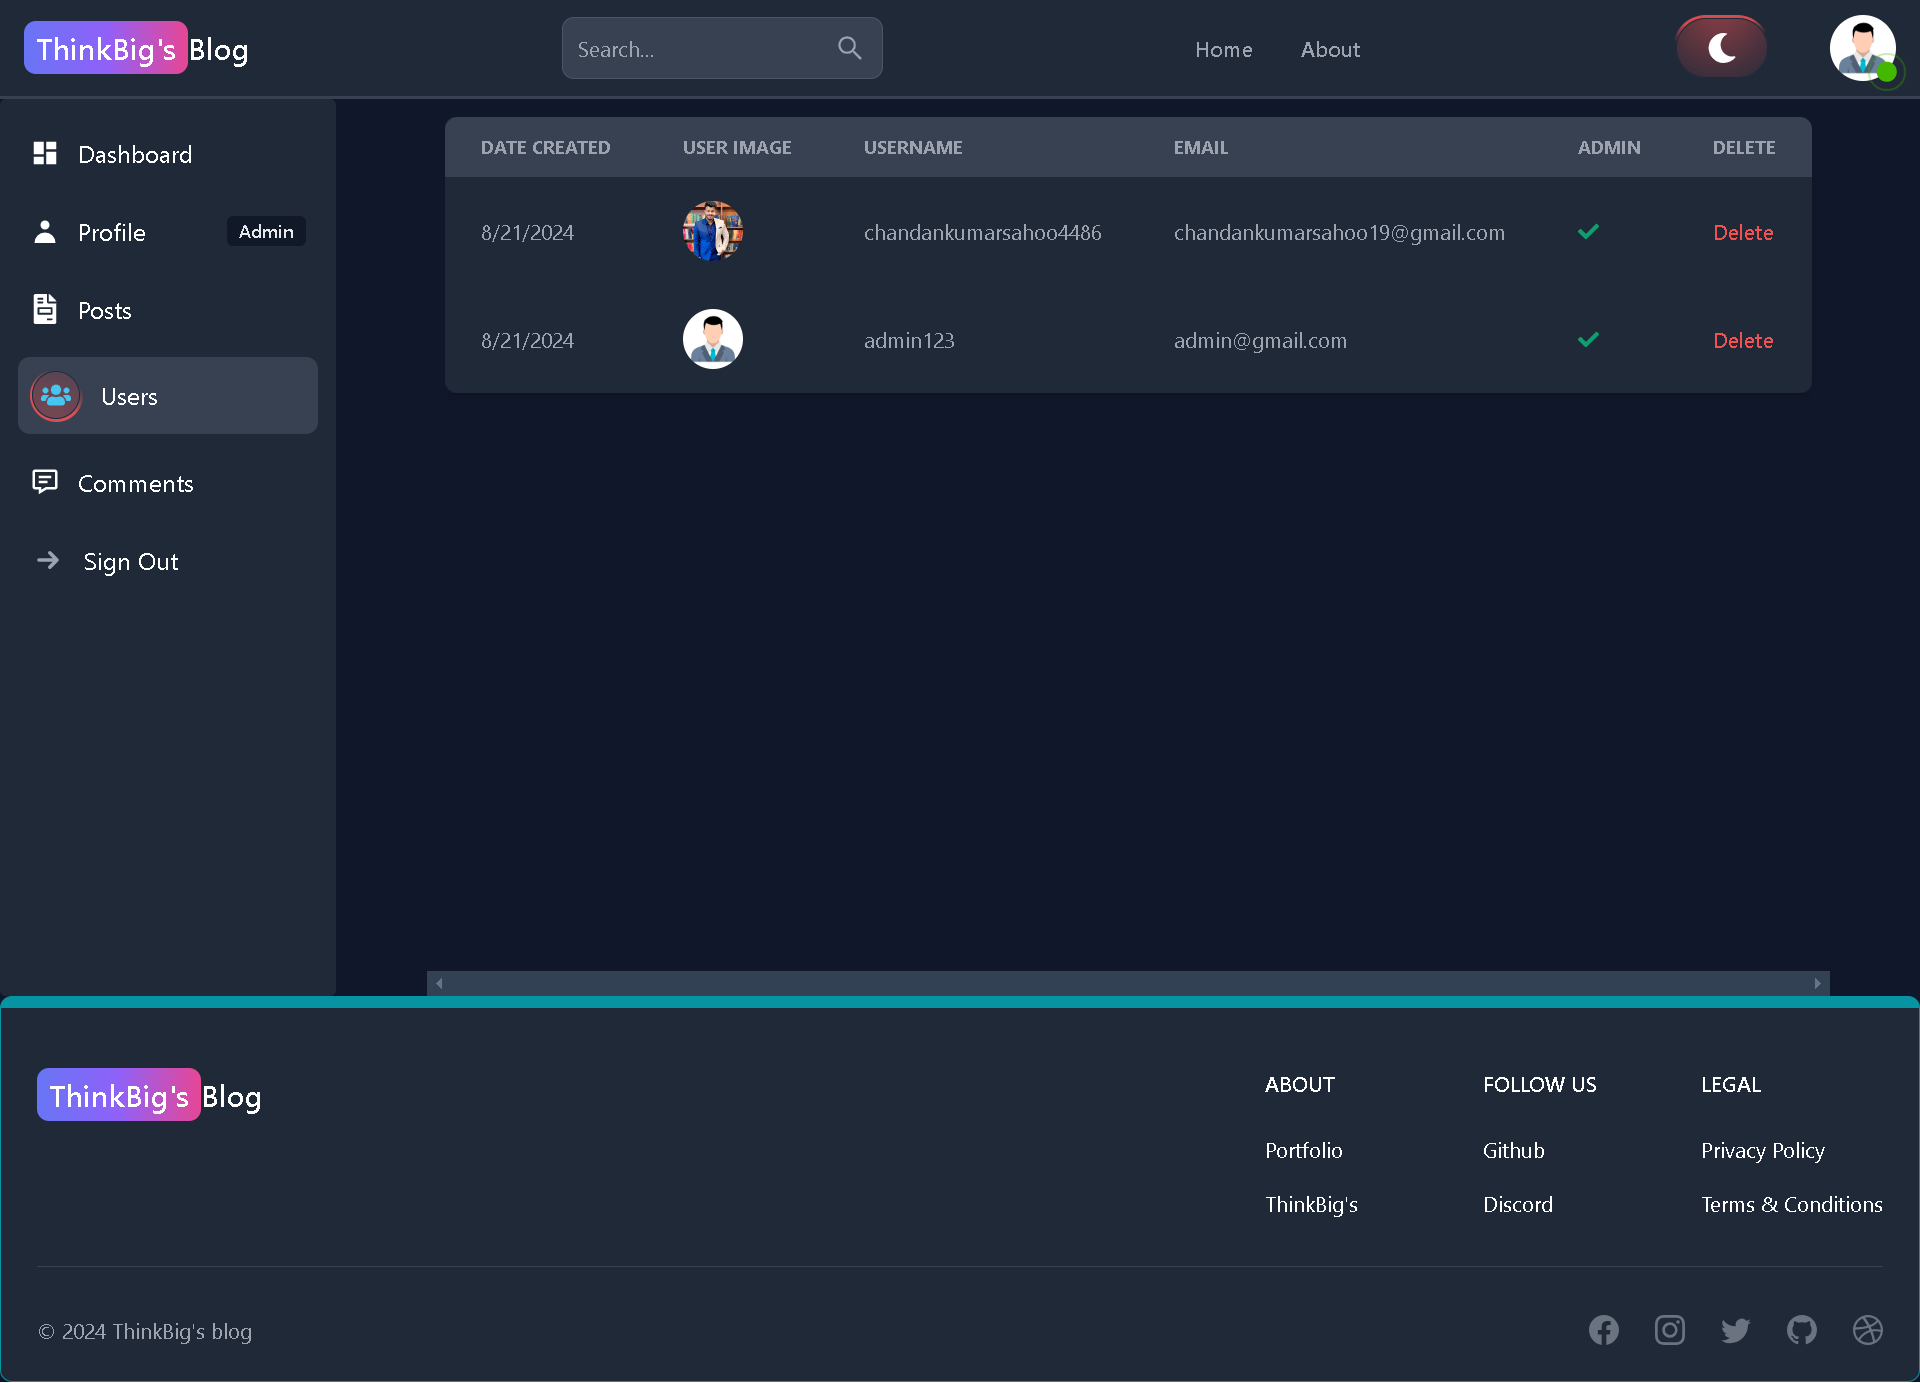 ThinkBig's Blog
Search...
Home
About
Dashboard
Profile
Admin
Posts
Users
Comments
Sign Out
DATE CREATED USER IMAGE USERNAME EMAIL ADMIN DELETE
8/21/2024 chandankumarsahoo4486 chandankumarsahoo19@gmail.com Delete
8/21/2024 admin123 admin@gmail.com Delete
ThinkBig's Blog
ABOUT
Portfolio
ThinkBig's
FOLLOW US
Github
Discord
LEGAL
Privacy Policy
Terms & Conditions
© 2024 ThinkBig's blog